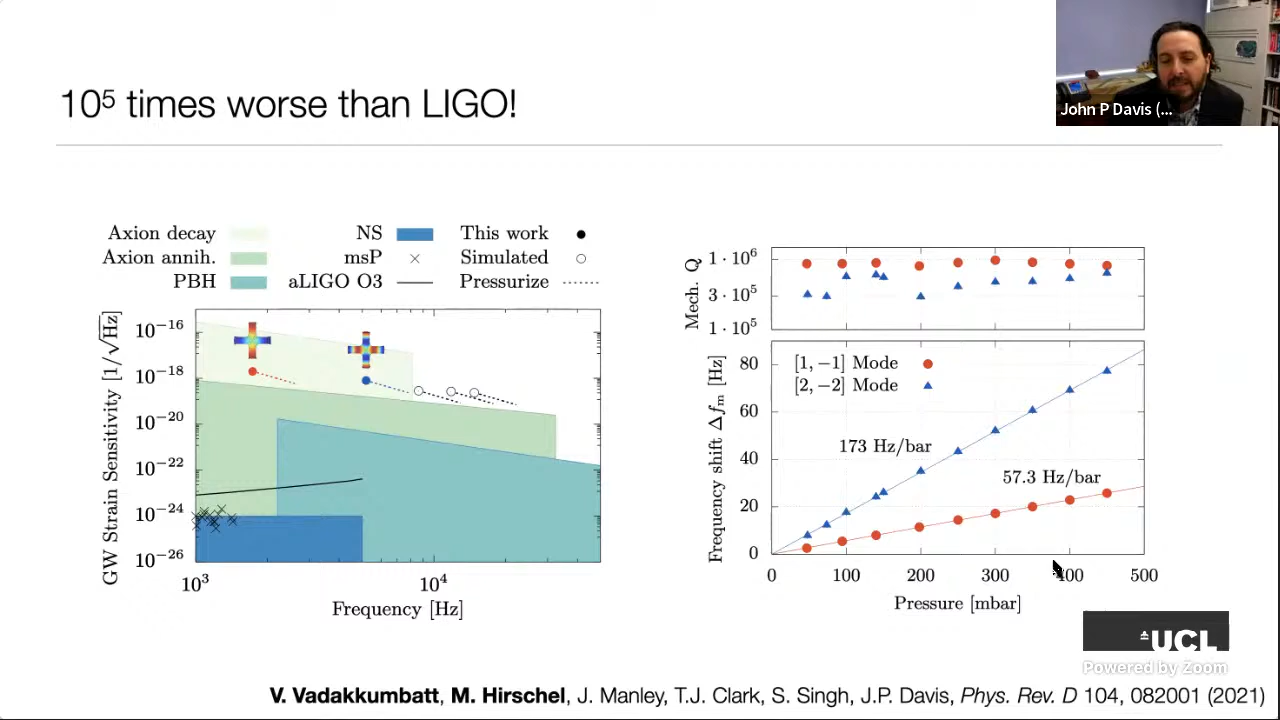 John P Davis (...
10⁵ times worse than LIGO!
Axion decay
NS
This work
Axion annih.
msP
Simulated
PBH
aLIGO O3
Pressurize
GW Strain Sensitivity [1/√Hz]
10⁻¹⁶
10⁻¹⁸
10⁻²⁰
10⁻²²
10⁻²⁴
10⁻²⁶
10³
10⁴
Frequency [Hz]
Mech. Q
1 · 10⁶
3 · 10⁵
1 · 10⁵
Frequency shift Δfₘ [Hz]
80
60
40
20
0
[1, −1] Mode
[2, −2] Mode
173 Hz/bar
57.3 Hz/bar
0 100 200 300 400 500
Pressure [mbar]
UCL
Powered by Zoom
V. Vadakkumbatt, M. Hirschel, J. Manley, T.J. Clark, S. Singh, J.P. Davis, Phys. Rev. D 104, 082001 (2021)